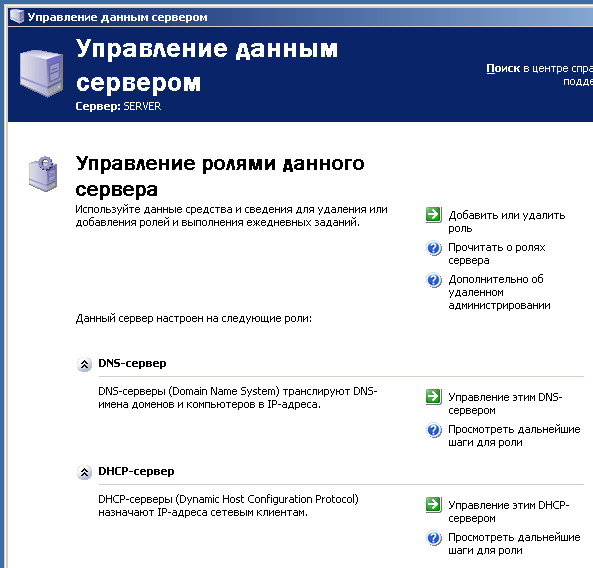 Управление данным сервером
Управление данным
сервером
Сервер: SERVER
Поиск в центре спра
подде
Управление ролями данного
сервера
Используйте данные средства и сведения для удаления или
добавления ролей и выполнения ежедневных заданий.
Добавить или удалить
роль
Прочитать о ролях
сервера
Дополнительно об
удаленном
администрировании
Данный сервер настроен на следующие роли:
DNS-сервер
DNS-серверы (Domain Name System) транслируют DNS-
имена доменов и компьютеров в IP-адреса.
Управление этим DNS-
сервером
Просмотреть дальнейшие
шаги для роли
DHCP-сервер
DHCP-серверы (Dynamic Host Configuration Protocol)
назначают IP-адреса сетевым клиентам.
Управление этим DHCP-
сервером
Просмотреть дальнейшие
шаги для роли